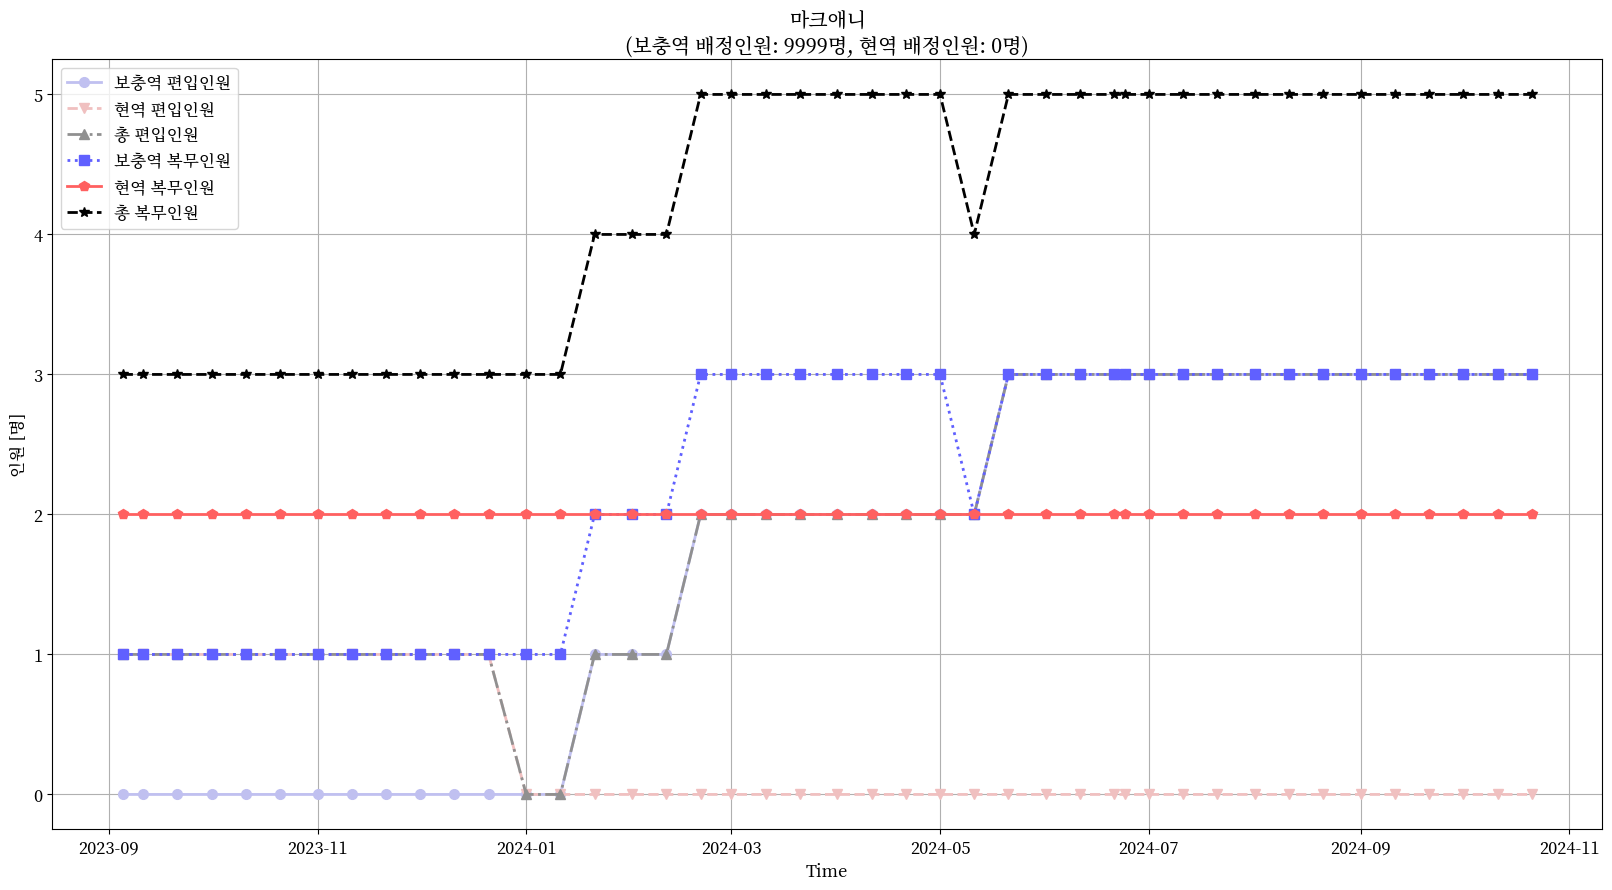 마크애니
(보충역 배정인원: 9999명, 현역 배정인원: 0명)
보충역 편입인원
현역 편입인원
총 편입인원
보충역 복무인원
현역 복무인원
총 복무인원
5
4
3
2
1
0
인원 [명]
2023-09
2023-11
2024-01
2024-03
2024-05
2024-07
2024-09
2024-11
Time